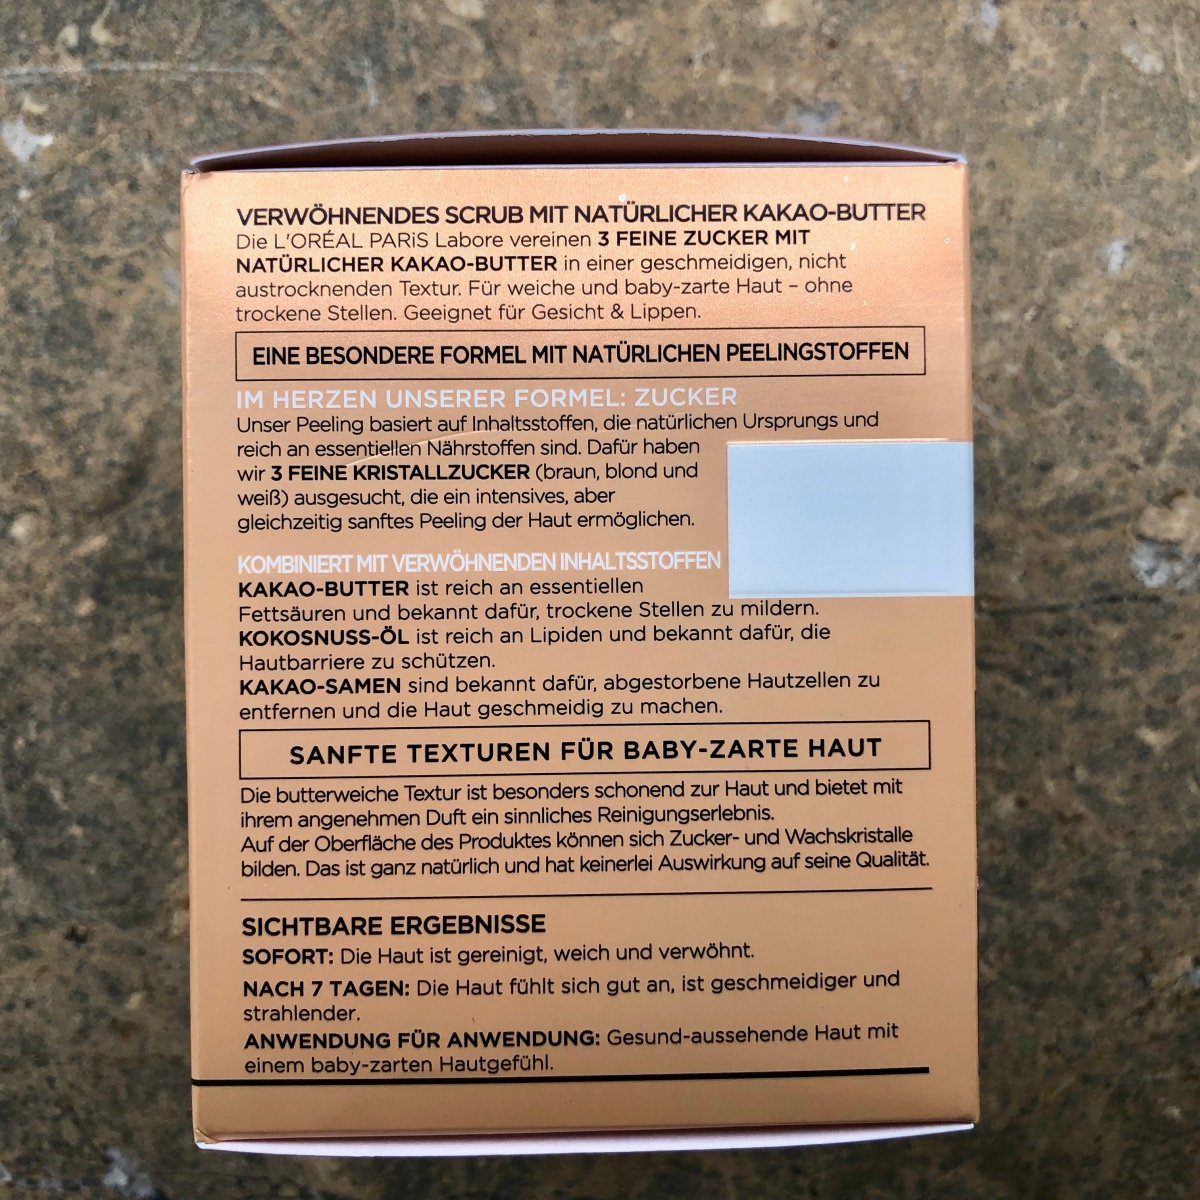 VERWÖHNENDES SCRUB MIT NATÜRLICHER KAKAO-BUTTER
Die L'ORÉAL PARiS Labore vereinen 3 FEINE ZUCKER MIT
NATÜRLICHER KAKAO-BUTTER in einer geschmeidigen, nicht
austrocknenden Textur. Für weiche und baby-zarte Haut – ohne
trockene Stellen. Geeignet für Gesicht & Lippen.
EINE BESONDERE FORMEL MIT NATÜRLICHEN PEELINGSTOFFEN
IM HERZEN UNSERER FORMEL: ZUCKER
Unser Peeling basiert auf Inhaltsstoffen, die natürlichen Ursprungs und
reich an essentiellen Nährstoffen sind. Dafür haben
wir 3 FEINE KRISTALLZUCKER (braun, blond und
weiß) ausgesucht, die ein intensives, aber
gleichzeitig sanftes Peeling der Haut ermöglichen.
KOMBINIERT MIT VERWÖHNENDEN INHALTSSTOFFEN
KAKAO-BUTTER ist reich an essentiellen
Fettsäuren und bekannt dafür, trockene Stellen zu mildern.
KOKOSNUSS-ÖL ist reich an Lipiden und bekannt dafür, die
Hautbarriere zu schützen.
KAKAO-SAMEN sind bekannt dafür, abgestorbene Hautzellen zu
entfernen und die Haut geschmeidig zu machen.
SANFTE TEXTUREN FÜR BABY-ZARTE HAUT
Die butterweiche Textur ist besonders schonend zur Haut und bietet mit
ihrem angenehmen Duft ein sinnliches Reinigungserlebnis.
Auf der Oberfläche des Produktes können sich Zucker- und Wachskristalle
bilden. Das ist ganz natürlich und hat keinerlei Auswirkung auf seine Qualität.
SICHTBARE ERGEBNISSE
SOFORT: Die Haut ist gereinigt, weich und verwöhnt.
NACH 7 TAGEN: Die Haut fühlt sich gut an, ist geschmeidiger und
strahlender.
ANWENDUNG FÜR ANWENDUNG: Gesund-aussehende Haut mit
einem baby-zarten Hautgefühl.